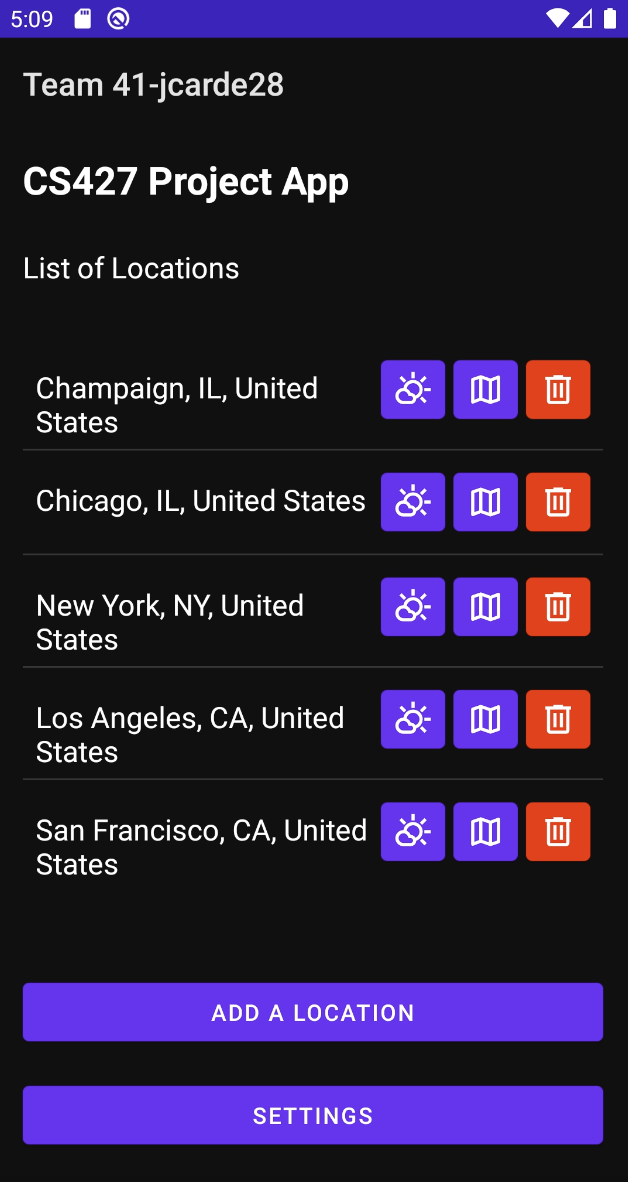 5:09
Team 41-jcarde28
CS427 Project App
List of Locations
Champaign, IL, United
States
Chicago, IL, United States
New York, NY, United
States
Los Angeles, CA, United
States
San Francisco, CA, United
States
ADD A LOCATION
SETTINGS